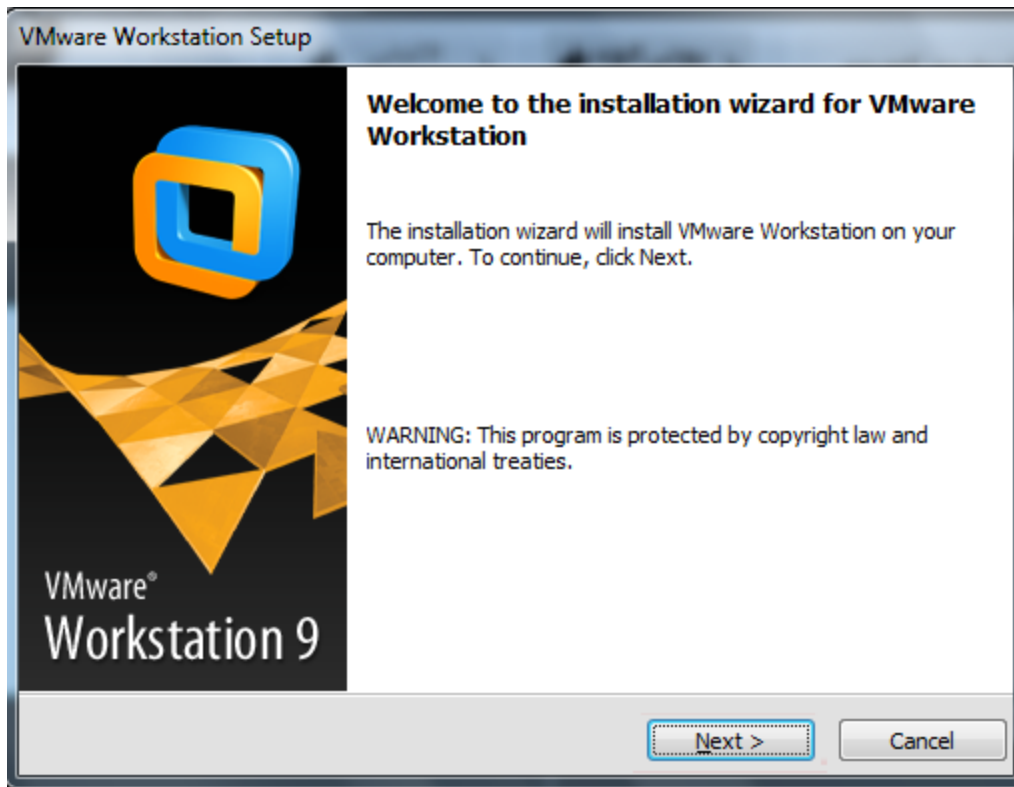 VMware Workstation Setup
Welcome to the installation wizard for VMware
Workstation
The installation wizard will install VMware Workstation on your
computer. To continue, click Next.
WARNING: This program is protected by copyright law and
international treaties.
VMware®
Workstation 9
Next >
Cancel